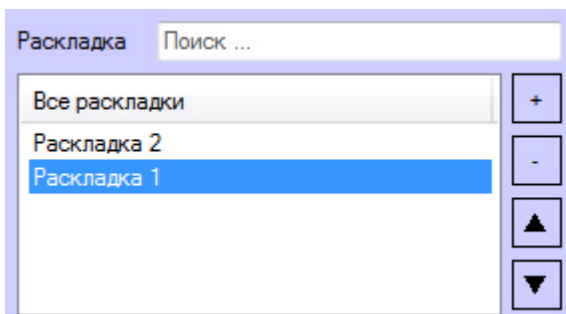 Раскладка Поиск ...
Все раскладки +
Раскладка 2
-
Раскладка 1
▲
▼